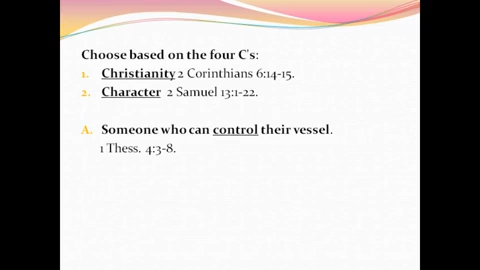 Choose based on the four C's:
1. Christianity 2 Corinthians 6:14-15.
2. Character 2 Samuel 13:1-22.
A. Someone who can control their vessel.
1 Thess. 4:3-8.